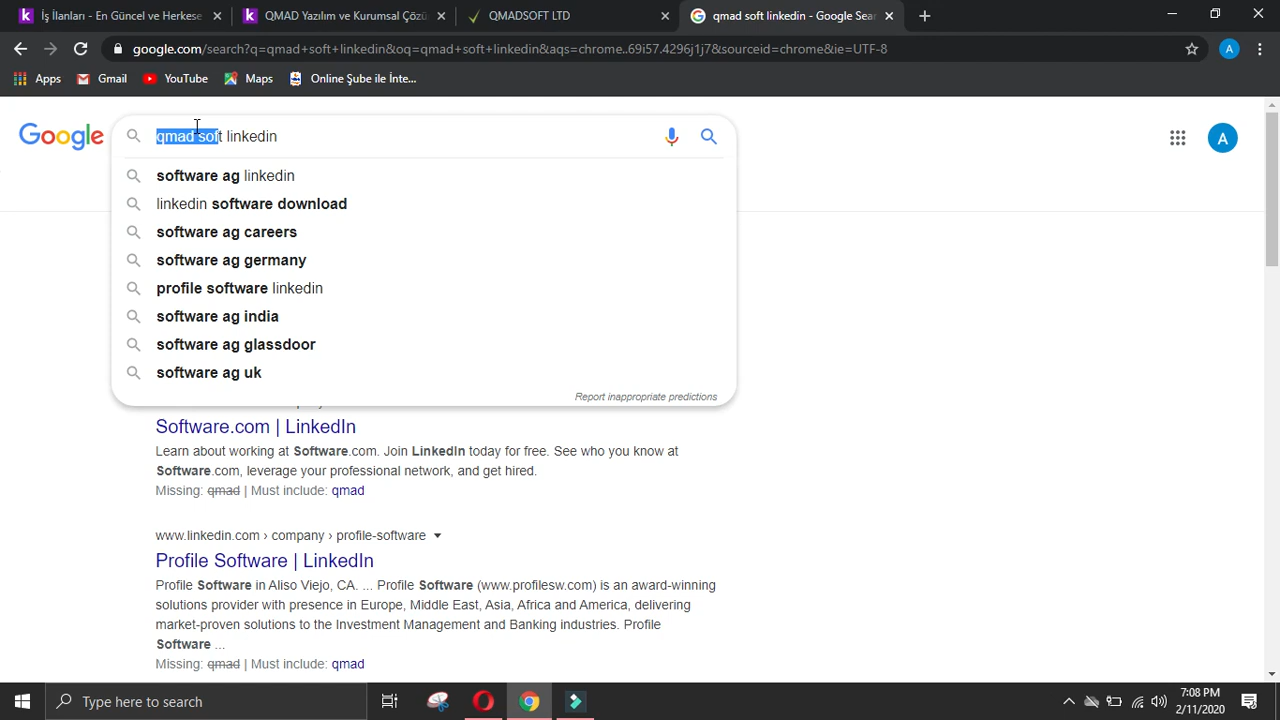 İş İlanları - En Güncel ve Herkese
QMAD Yazılım ve Kurumsal Çözü
QMADSOFT LTD
qmad soft linkedin - Google Sear
google.com/search?q=qmad+soft+linkedin&oq=qmad+soft+linkedin&aqs=chrome..69i57.4296j1j7&sourceid=chrome&ie=UTF-8
A
Apps
Gmail
YouTube
Maps
Online Şube ile İnte...
Google
qmad soft linkedin
A
software ag linkedin
linkedin software download
software ag careers
software ag germany
profile software linkedin
software ag india
software ag glassdoor
software ag uk
Report inappropriate predictions
Software.com | LinkedIn
Learn about working at Software.com. Join LinkedIn today for free. See who you know at
Software.com, leverage your professional network, and get hired.
Missing: qmad | Must include: qmad
www.linkedin.com › company › profile-software
Profile Software | LinkedIn
Profile Software in Aliso Viejo, CA. ... Profile Software (www.profilesw.com) is an award-winning
solutions provider with presence in Europe, Middle East, Asia, Africa and America, delivering
market-proven solutions to the Investment Management and Banking industries. Profile
Software ...
Missing: qmad | Must include: qmad
Type here to search
7:08 PM
2/11/2020